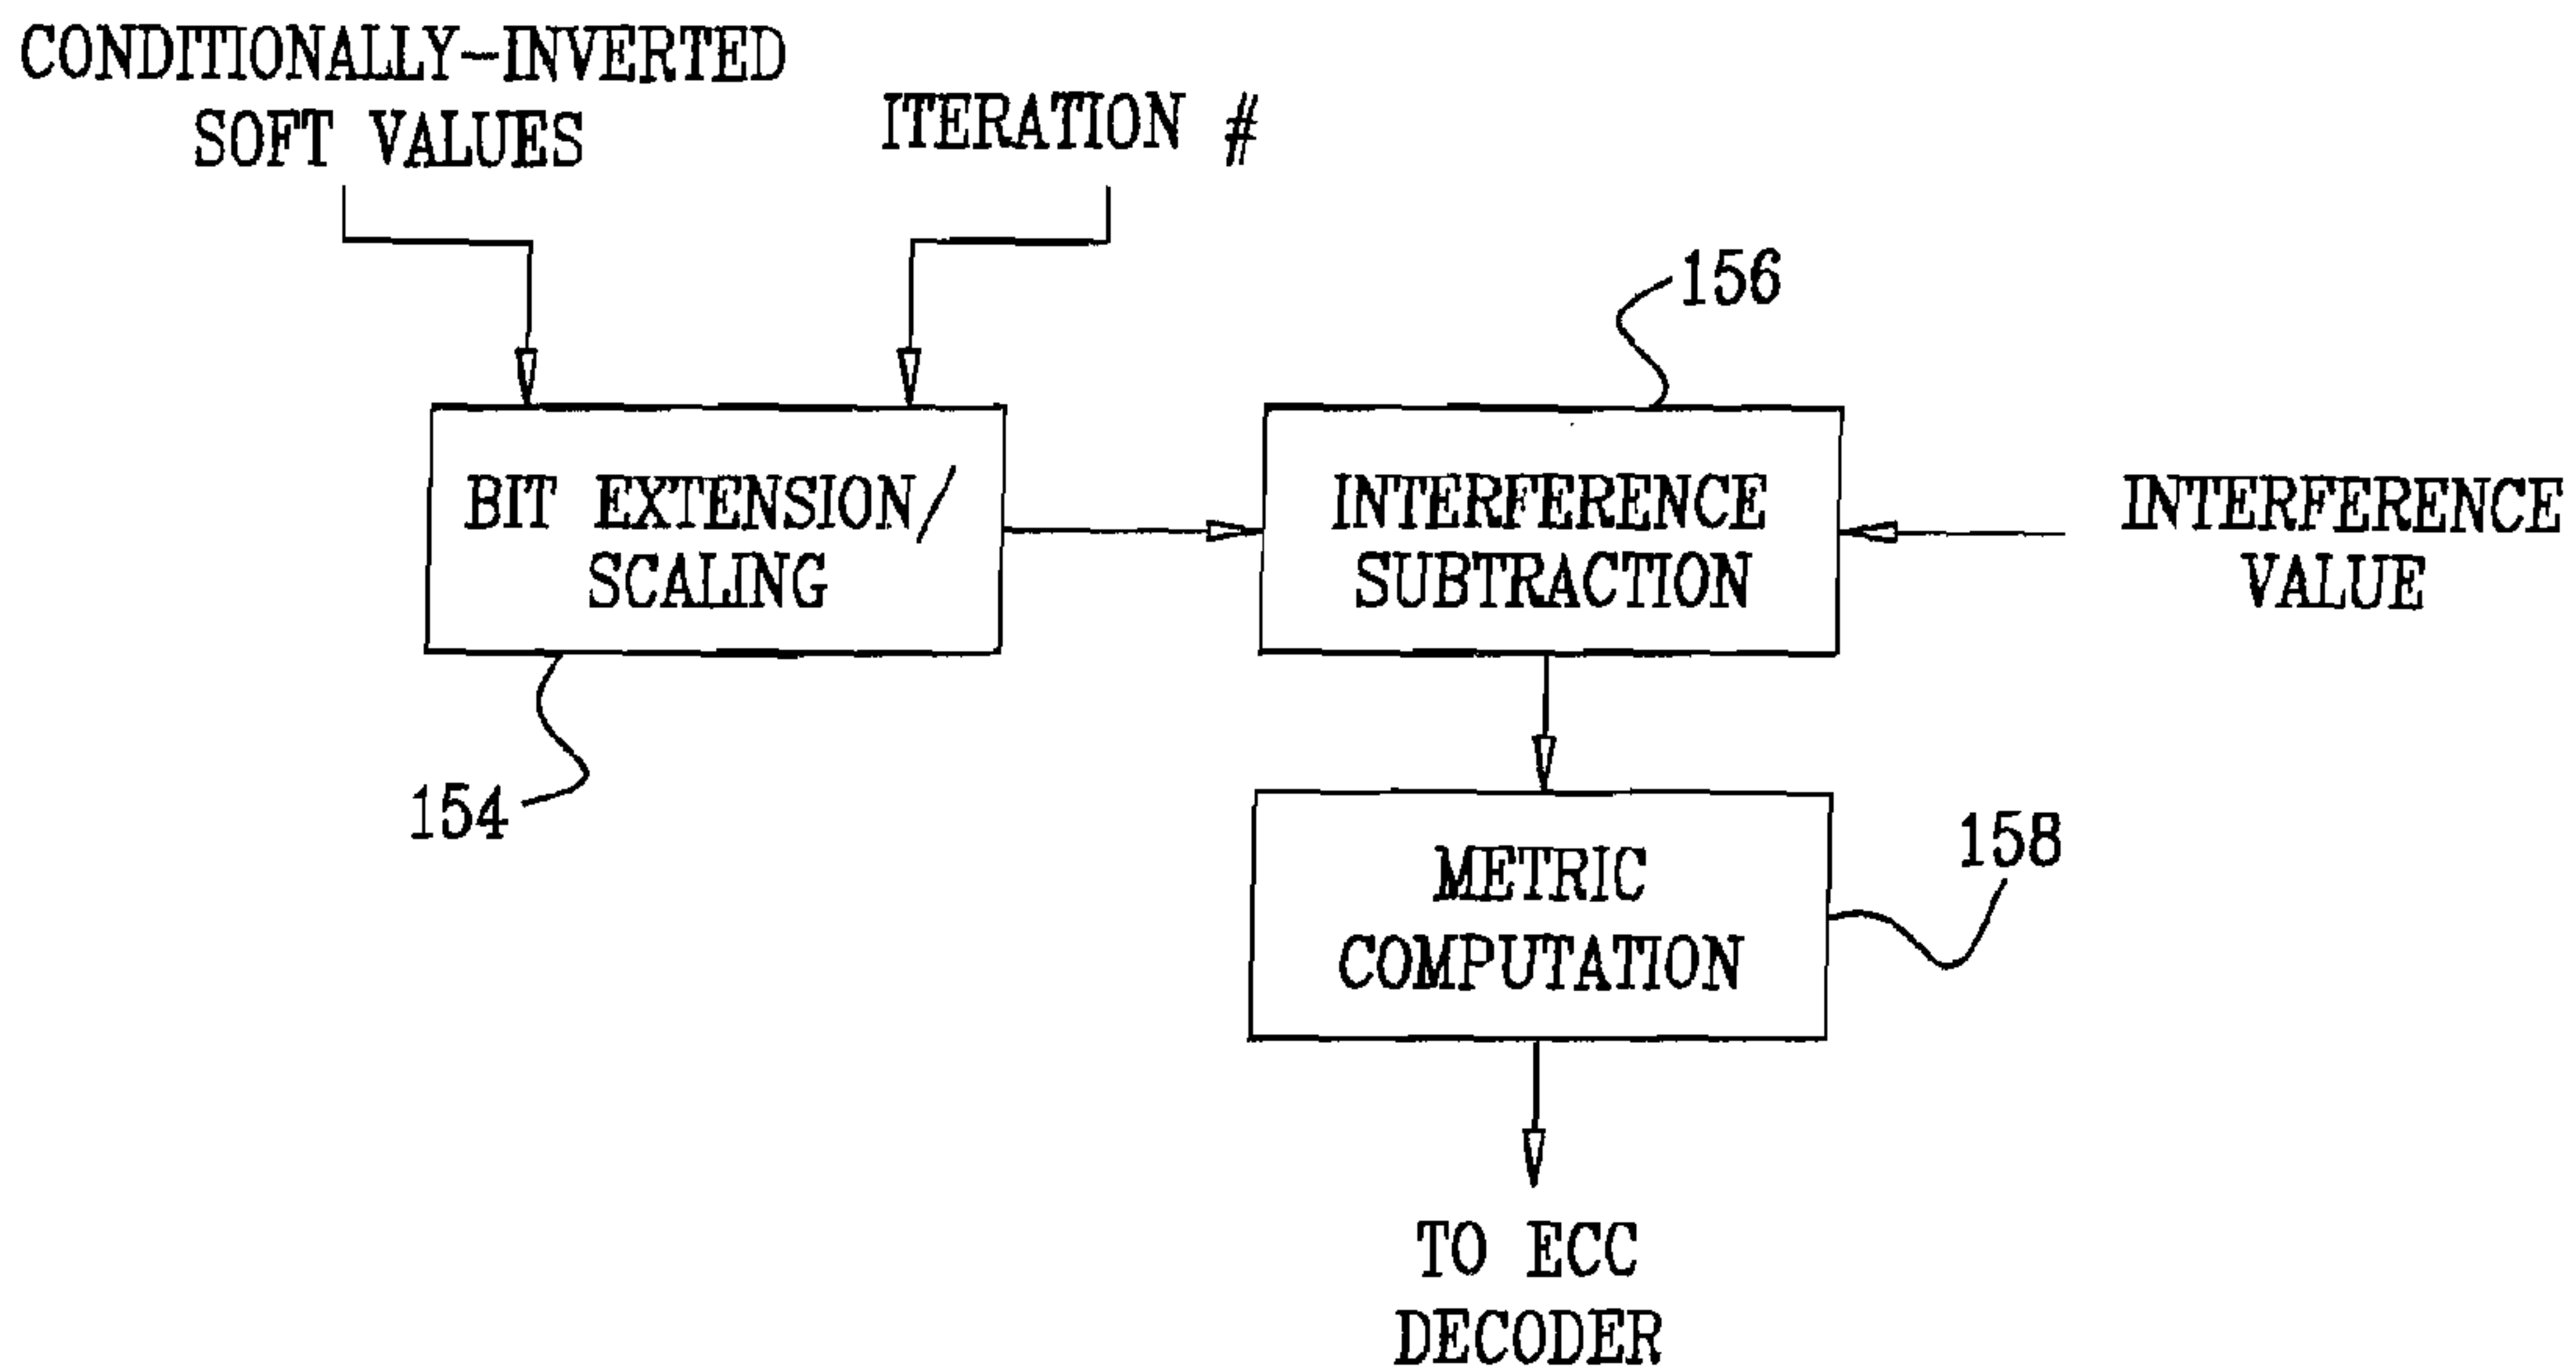 CONDITIONALLY-INVERTED
SOFT VALUES
ITERATION #
156
BIT EXTENSION/
SCALING
INTERFERENCE
SUBTRACTION
INTERFERENCE
VALUE
154
METRIC
COMPUTATION
158
TO ECC
DECODER